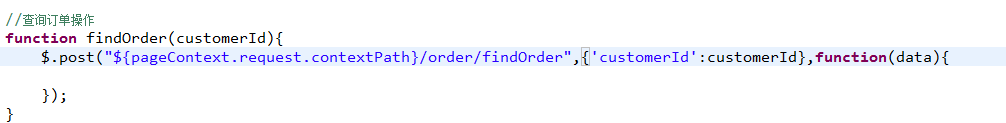 //查询订单操作
function findOrder(customerId){
    $.post("${pageContext.request.contextPath}/order/findOrder",{'customerId':customerId},function(data){
    });
}